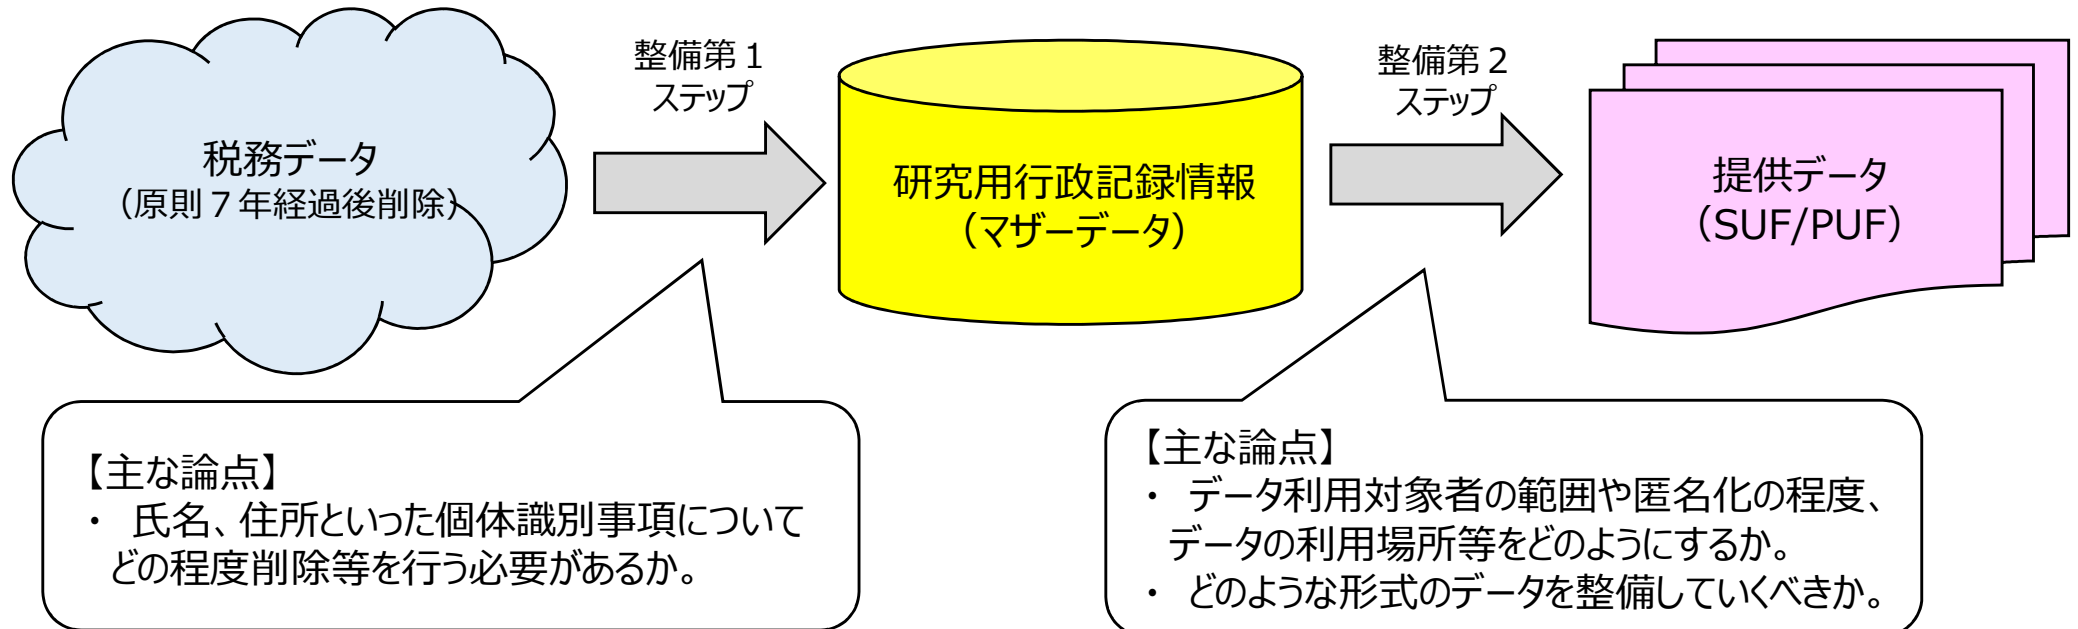 税務データ
（原則７年経過後削除）
整備第１
ステップ
研究用行政記録情報
（マザーデータ）
整備第２
ステップ
提供データ
（SUF/PUF）
【主な論点】
・ 氏名、住所といった個体識別事項について
どの程度削除等を行う必要があるか。
【主な論点】
・ データ利用対象者の範囲や匿名化の程度、
データの利用場所等をどのようにするか。
・ どのような形式のデータを整備していくべきか。